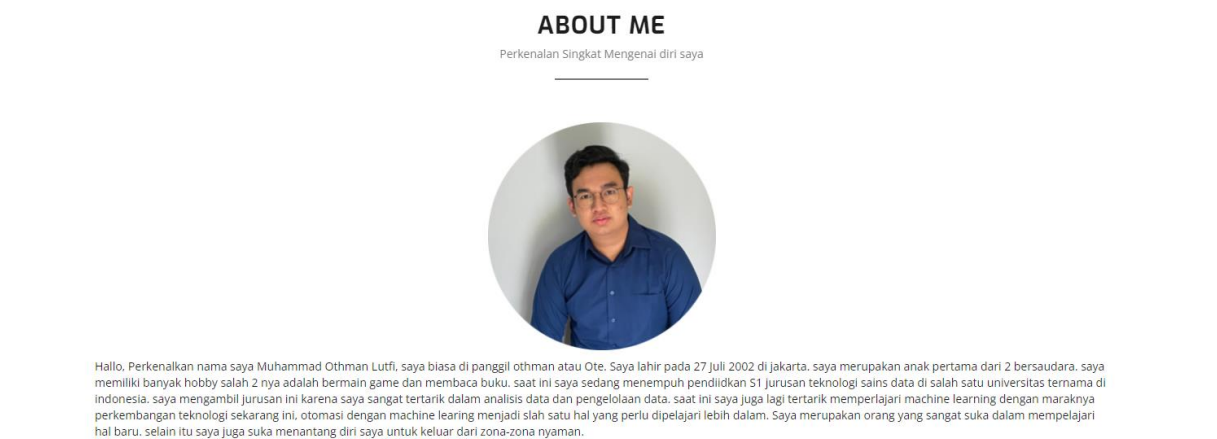 ABOUT ME
Perkenalan Singkat Mengenai diri saya
Hallo, Perkenalkan nama saya Muhammad Othman Lutfi, saya biasa di panggil othman atau Ote. Saya lahir pada 27 Juli 2002 di jakarta. saya merupakan anak pertama dari 2 bersaudara. saya
memiliki banyak hobby salah 2 nya adalah bermain game dan membaca buku. saat ini saya sedang menempuh pendiidkan S1 jurusan teknologi sains data di salah satu universitas ternama di
indonesia. saya mengambil jurusan ini karena saya sangat tertarik dalam analisis data dan pengelolaan data. saat ini saya juga lagi tertarik memperlajari machine learning dengan maraknya
perkembangan teknologi sekarang ini, otomasi dengan machine learing menjadi slah satu hal yang perlu dipelajari lebih dalam. Saya merupakan orang yang sangat suka dalam mempelajari
hal baru. selain itu saya juga suka menantang diri saya untuk keluar dari zona-zona nyaman.